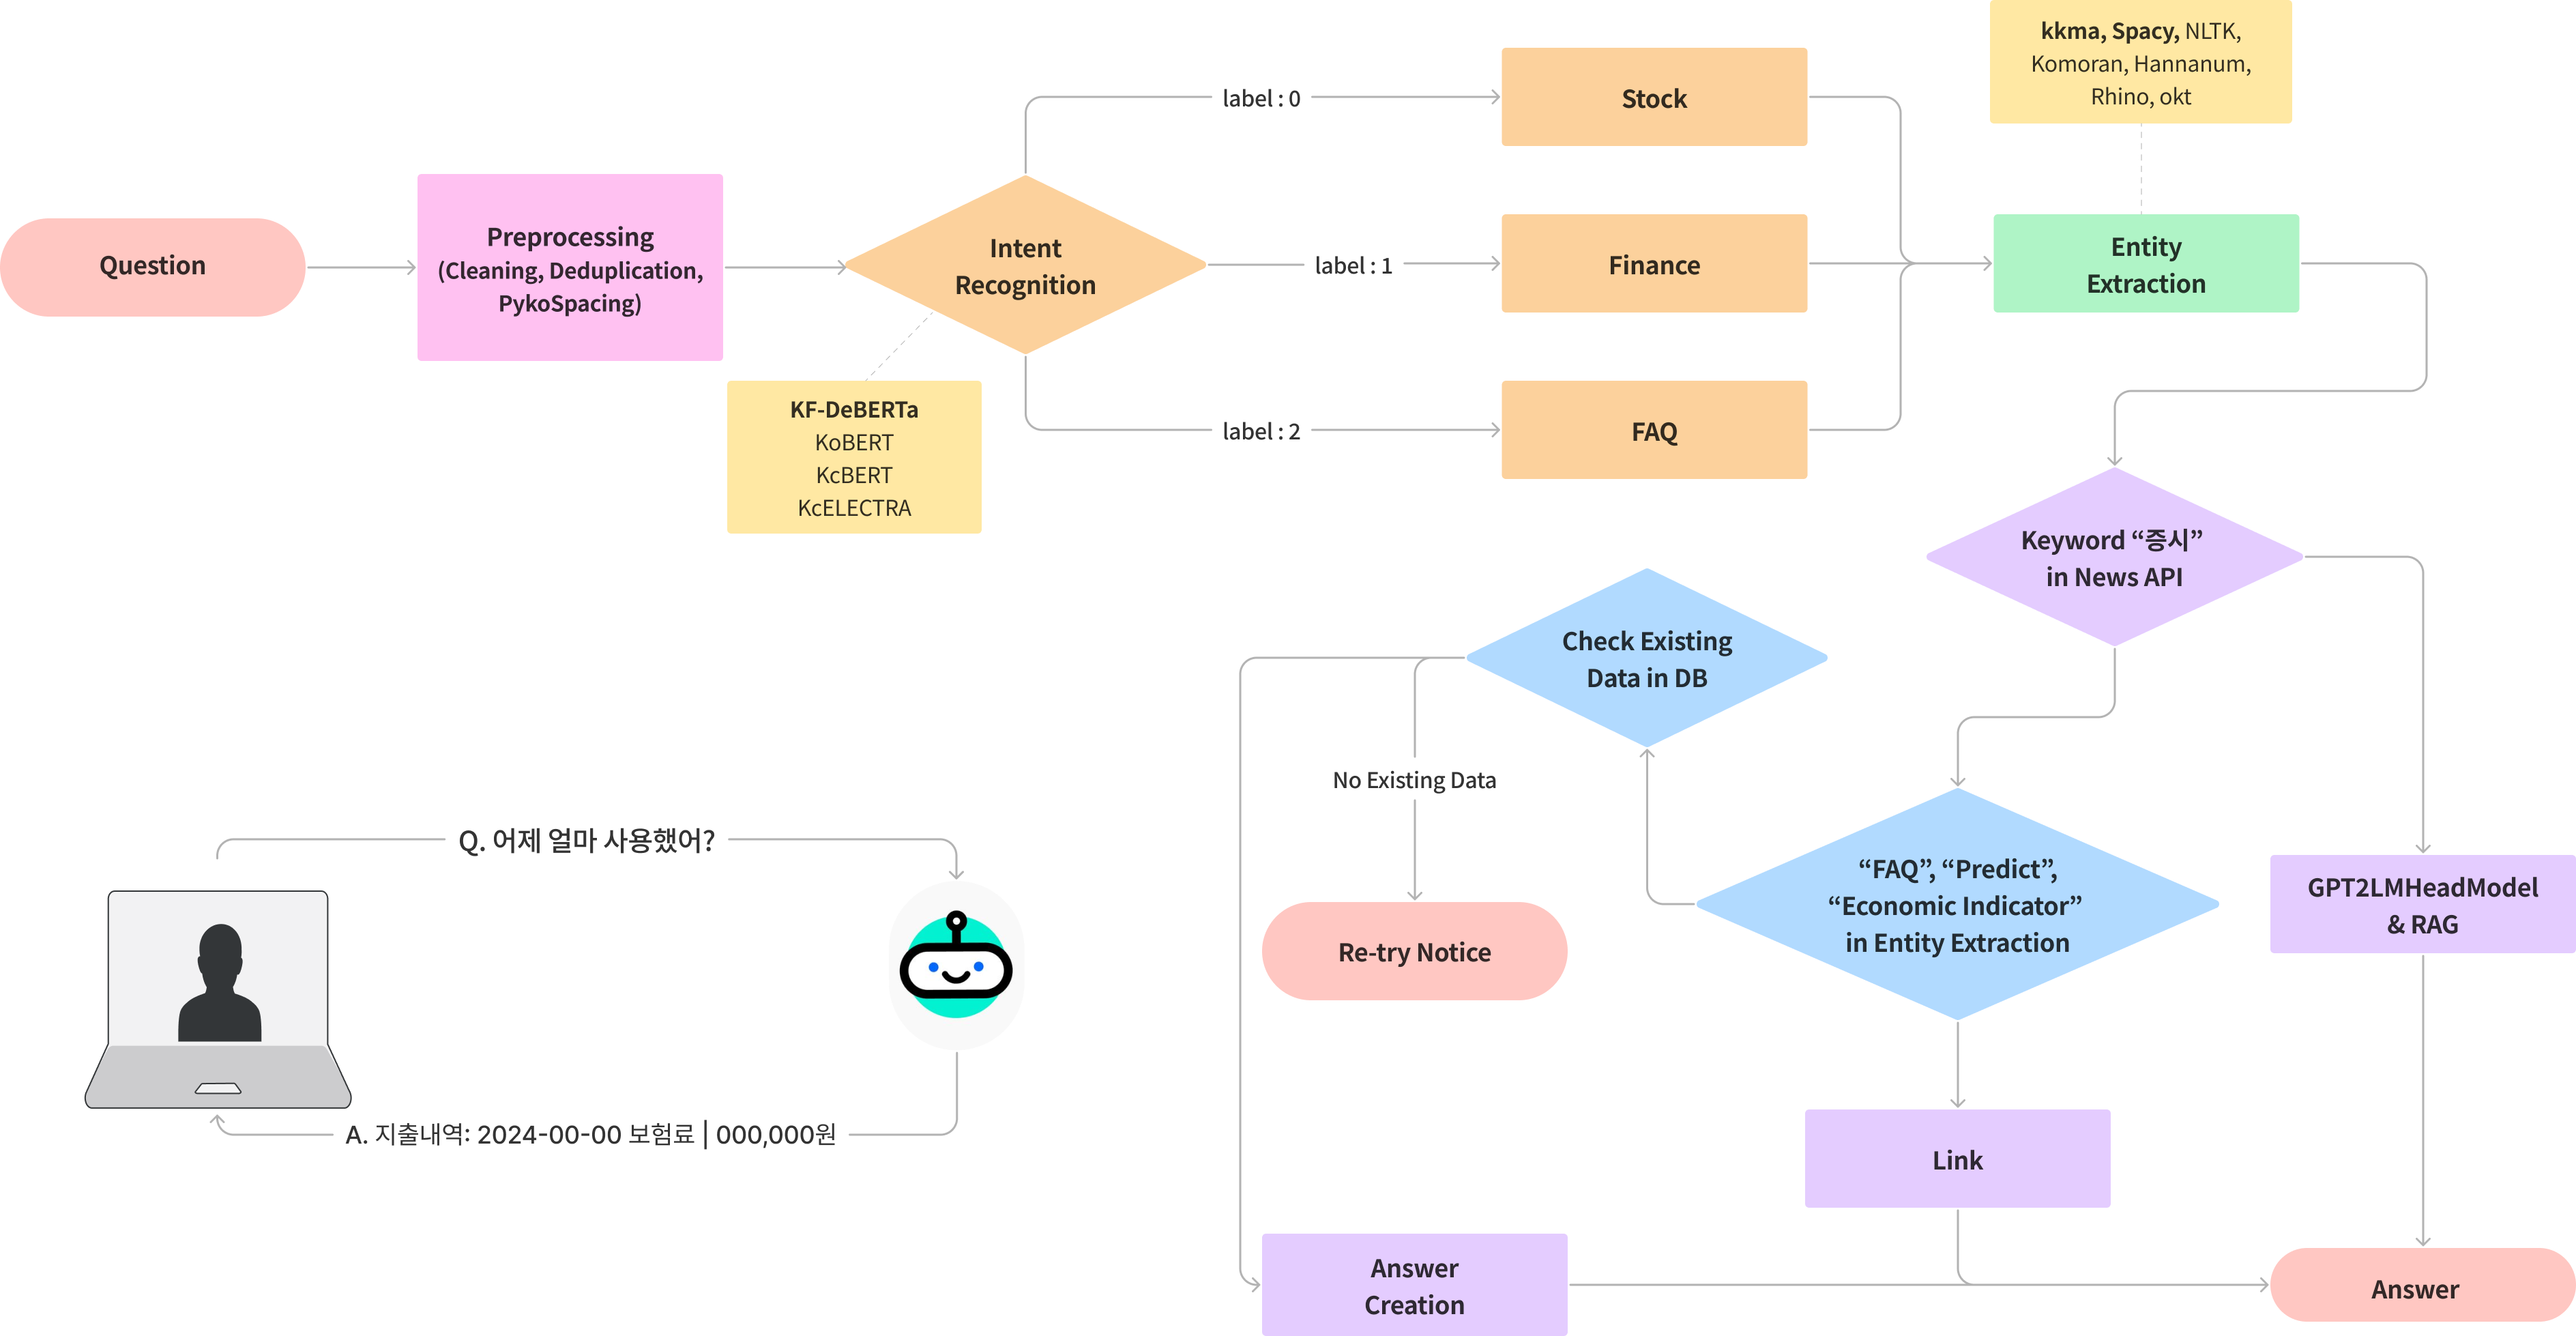 kkma, Spacy, NLTK,
Komoran, Hannanum,
Rhino, okt
label : 0
Stock
Question
Preprocessing
(Cleaning, Deduplication,
PykoSpacing)
Intent
Recognition
label : 1
Finance
Entity
Extraction
KF-DeBERTa
KoBERT
KcBERT
KcELECTRA
label : 2
FAQ
Keyword “증시”
in News API
Check Existing
Data in DB
No Existing Data
Re-try Notice
“FAQ”, “Predict”,
“Economic Indicator”
in Entity Extraction
GPT2LMHeadModel
& RAG
Q. 어제 얼마 사용했어?
A. 지출내역: 2024-00-00 보험료 | 000,000원
Link
Answer
Creation
Answer